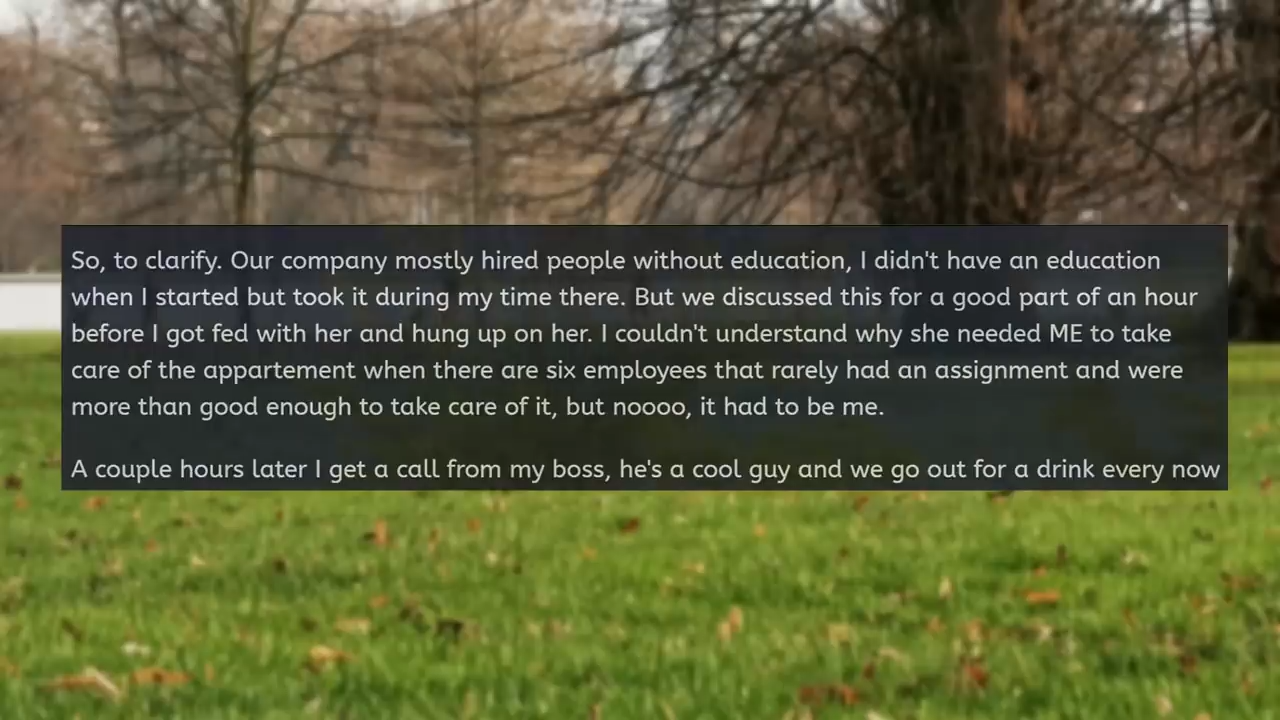 So, to clarify. Our company mostly hired people without education, I didn't have an education
when I started but took it during my time there. But we discussed this for a good part of an hour
before I got fed with her and hung up on her. I couldn't understand why she needed ME to take
care of the appartement when there are six employees that rarely had an assignment and were
more than good enough to take care of it, but noooo, it had to be me.
A couple hours later I get a call from my boss, he's a cool guy and we go out for a drink every now